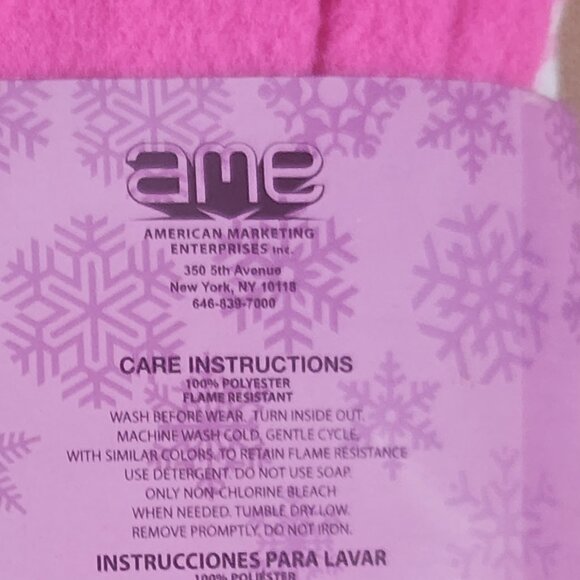 ame
AMERICAN MARKETING
ENTERPRISES Inc.
350 5th Avenue
New York, NY 10118
646-839-7000
CARE INSTRUCTIONS
100% POLYESTER
FLAME RESISTANT
WASH BEFORE WEAR. TURN INSIDE OUT.
MACHINE WASH COLD, GENTLE CYCLE,
WITH SIMILAR COLORS. TO RETAIN FLAME RESISTANCE
USE DETERGENT. DO NOT USE SOAP.
ONLY NON-CHLORINE BLEACH
WHEN NEEDED. TUMBLE DRY LOW.
REMOVE PROMPTLY. DO NOT IRON.
INSTRUCCIONES PARA LAVAR
100% POLIÉSTER